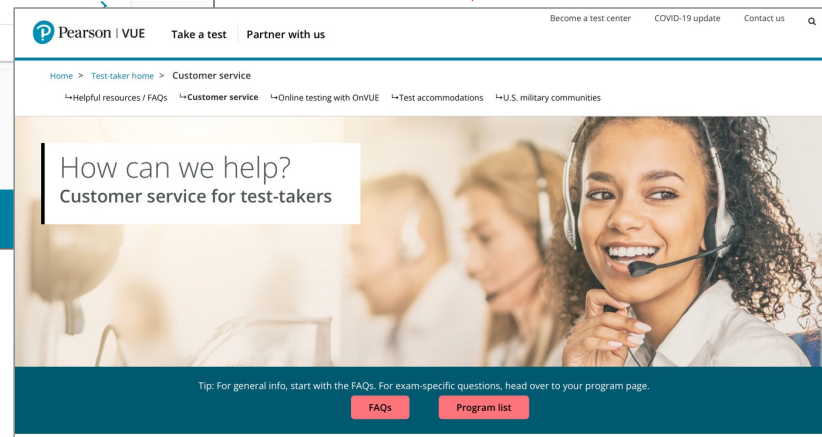 Become a test center COVID-19 update Contact us
Pearson | VUE Take a test Partner with us
Home > Test-taker home > Customer service
↳Helpful resources / FAQs ↳Customer service ↳Online testing with OnVUE ↳Test accommodations ↳U.S. military communities
How can we help?
Customer service for test-takers
Tip: For general info, start with the FAQs. For exam-specific questions, head over to your program page.
FAQs Program list